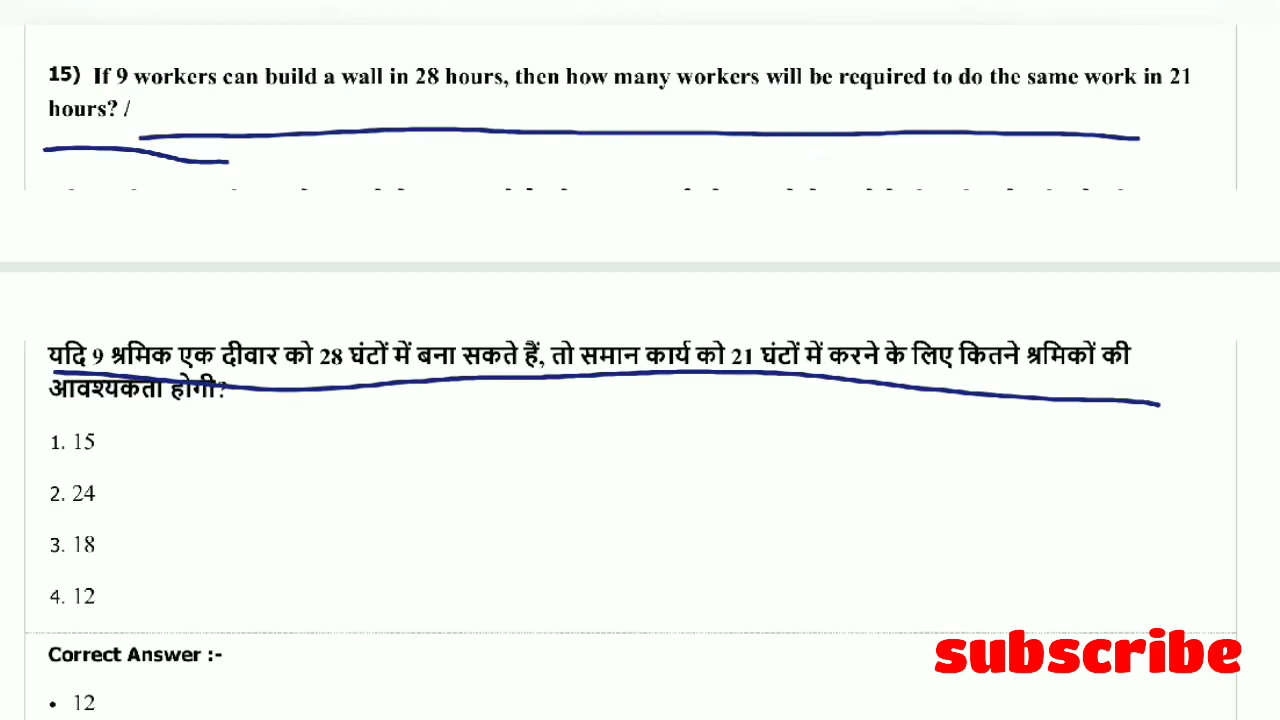 15) If 9 workers can build a wall in 28 hours, then how many workers will be required to do the same work in 21
hours? /
यदि 9 श्रमिक एक दीवार को 28 घंटों में बना सकते हैं, तो समान कार्य को 21 घंटों में करने के लिए कितने श्रमिकों की
आवश्यकता होगी?
1. 15
2. 24
3. 18
4. 12
Correct Answer :-
subscribe
• 12